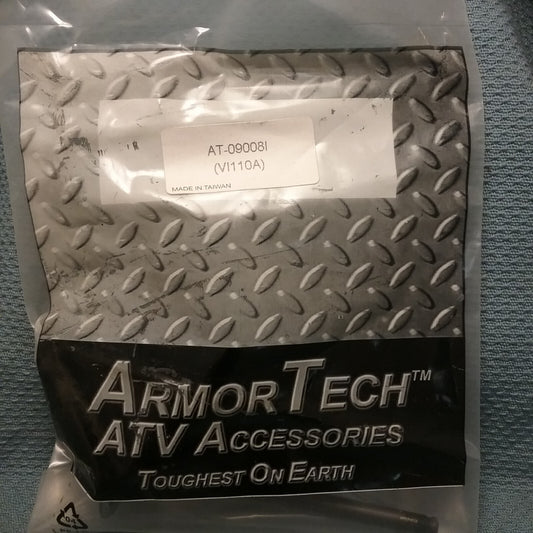 AT-09008I
(VI110A)
MADE IN TAIWAN
ARMORTECH™
ATV ACCESSORIES
TOUGHEST ON EARTH